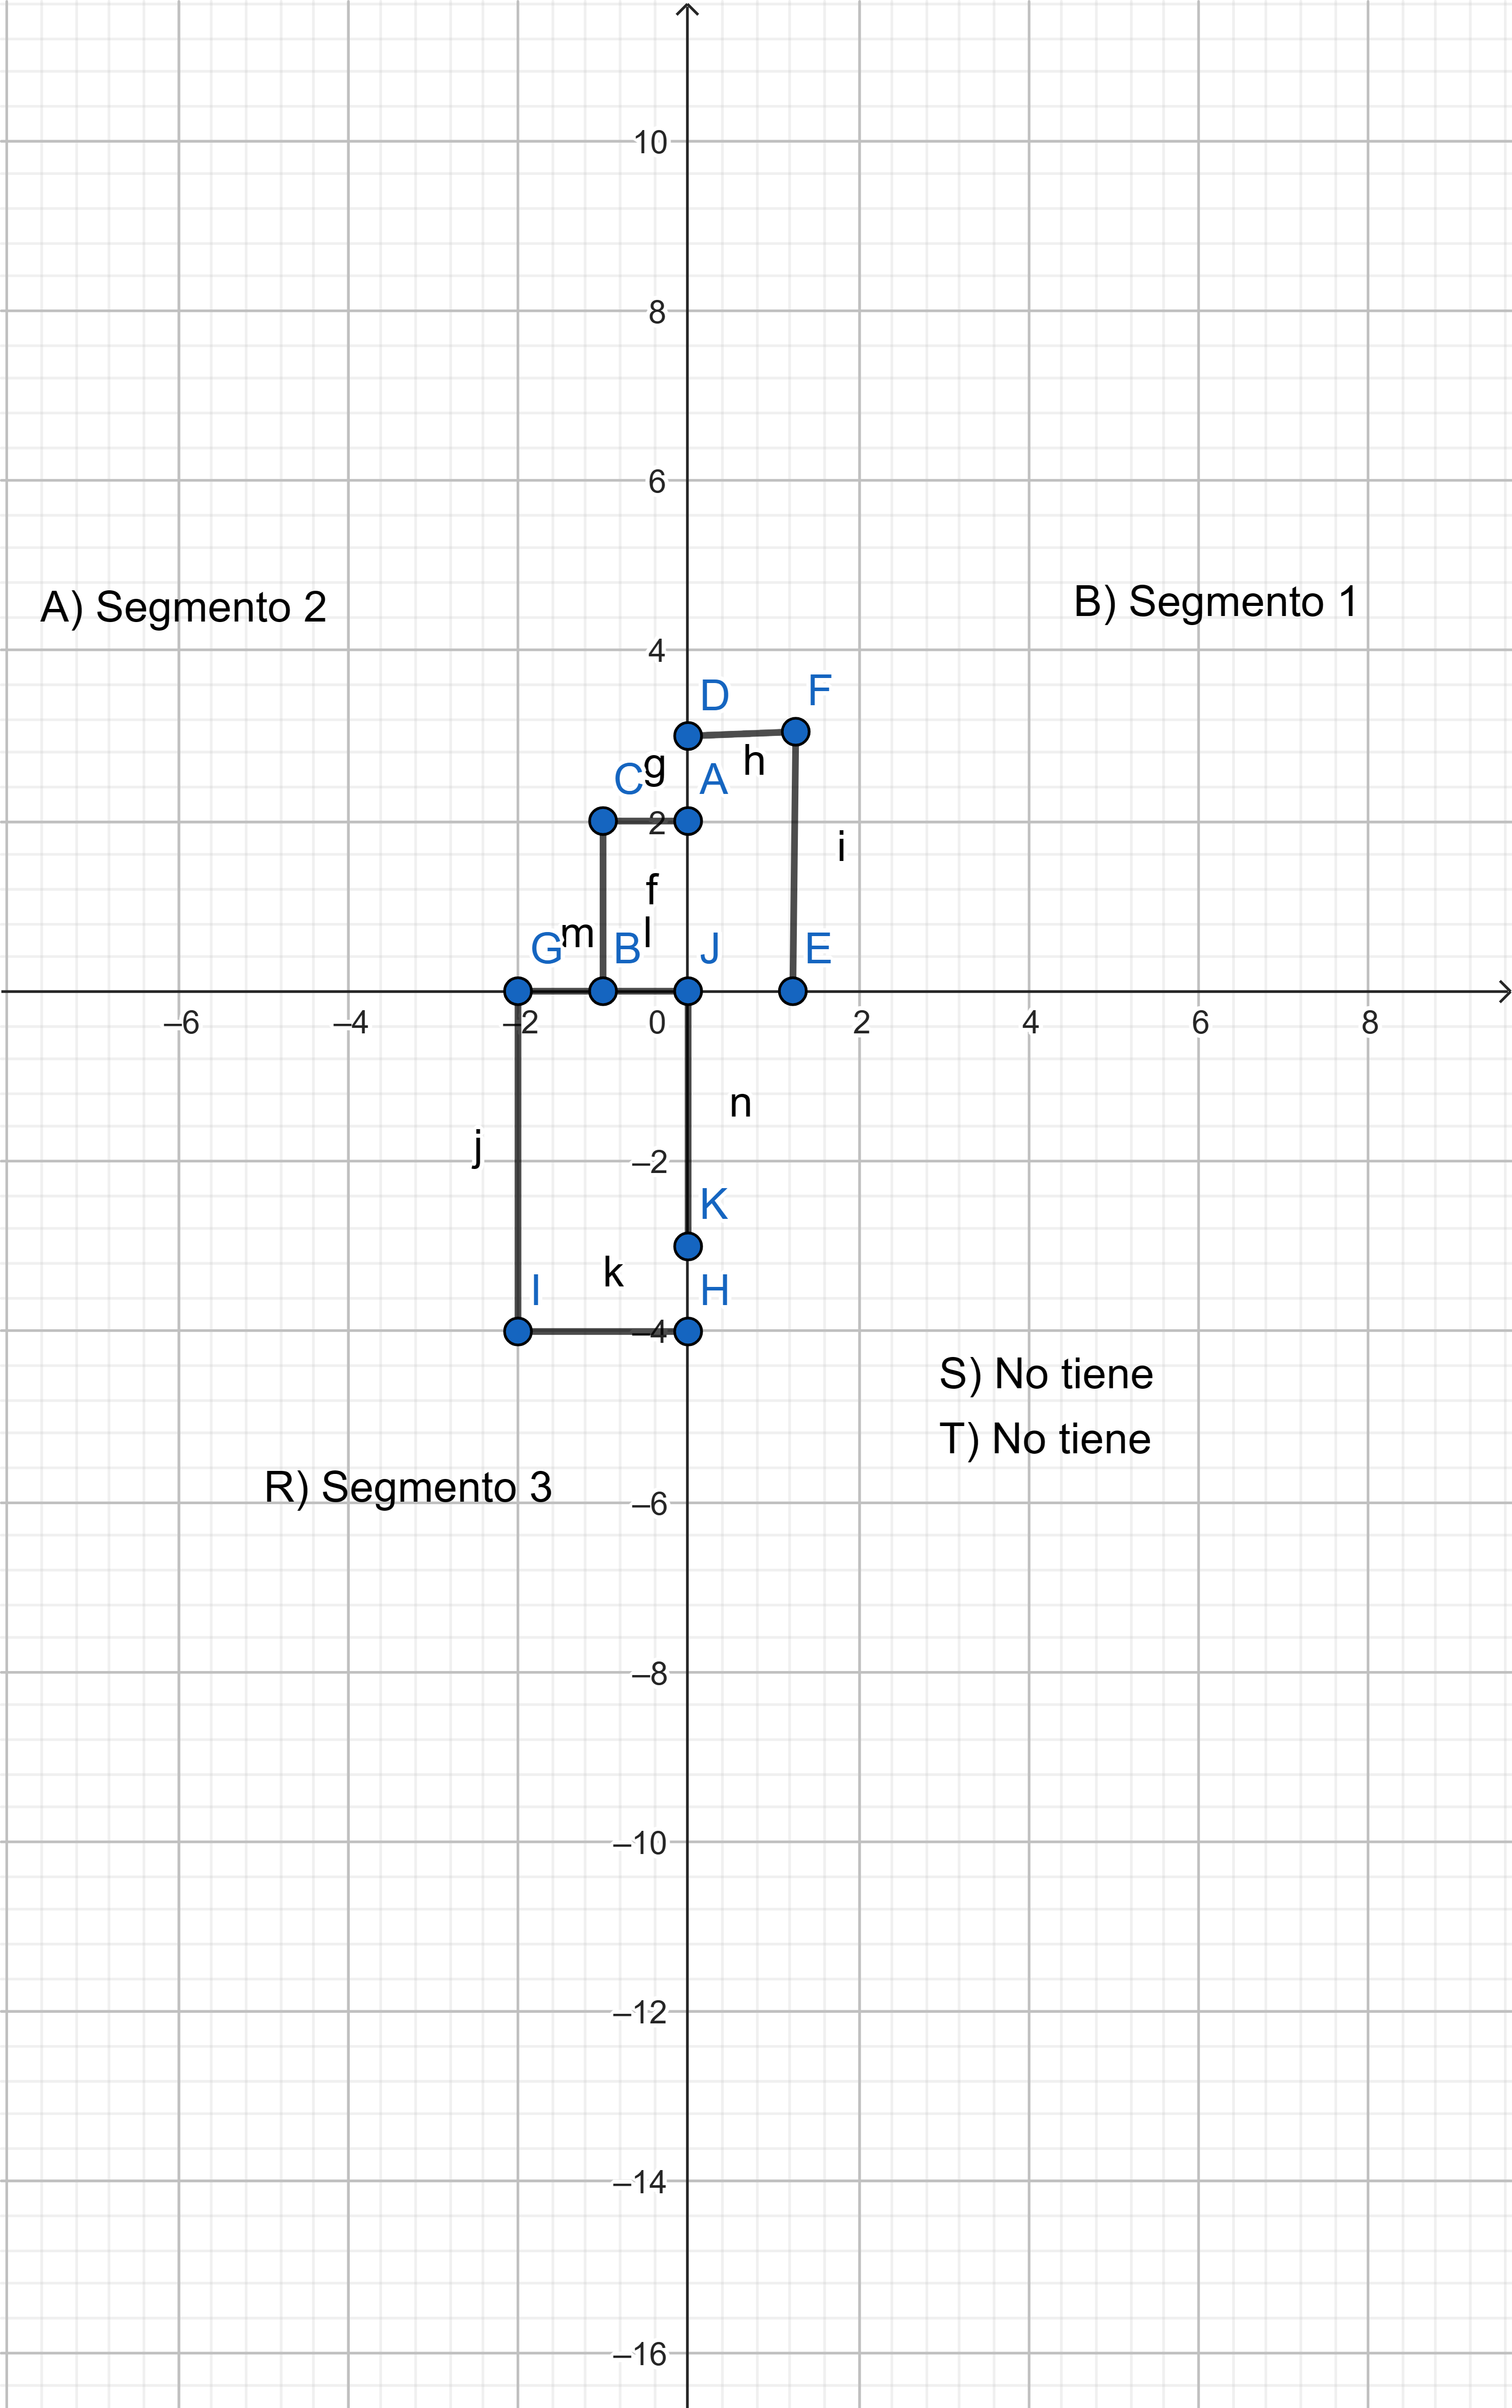 10
8
6
A) Segmento 2
B) Segmento 1
4
D
F
C
g
A
h
2
i
f
m
l
G
B
J
E
–6
–4
–2
0
2
4
6
8
n
j
–2
K
k
I
H
–4
S) No tiene
T) No tiene
R) Segmento 3
–6
–8
–10
–12
–14
–16